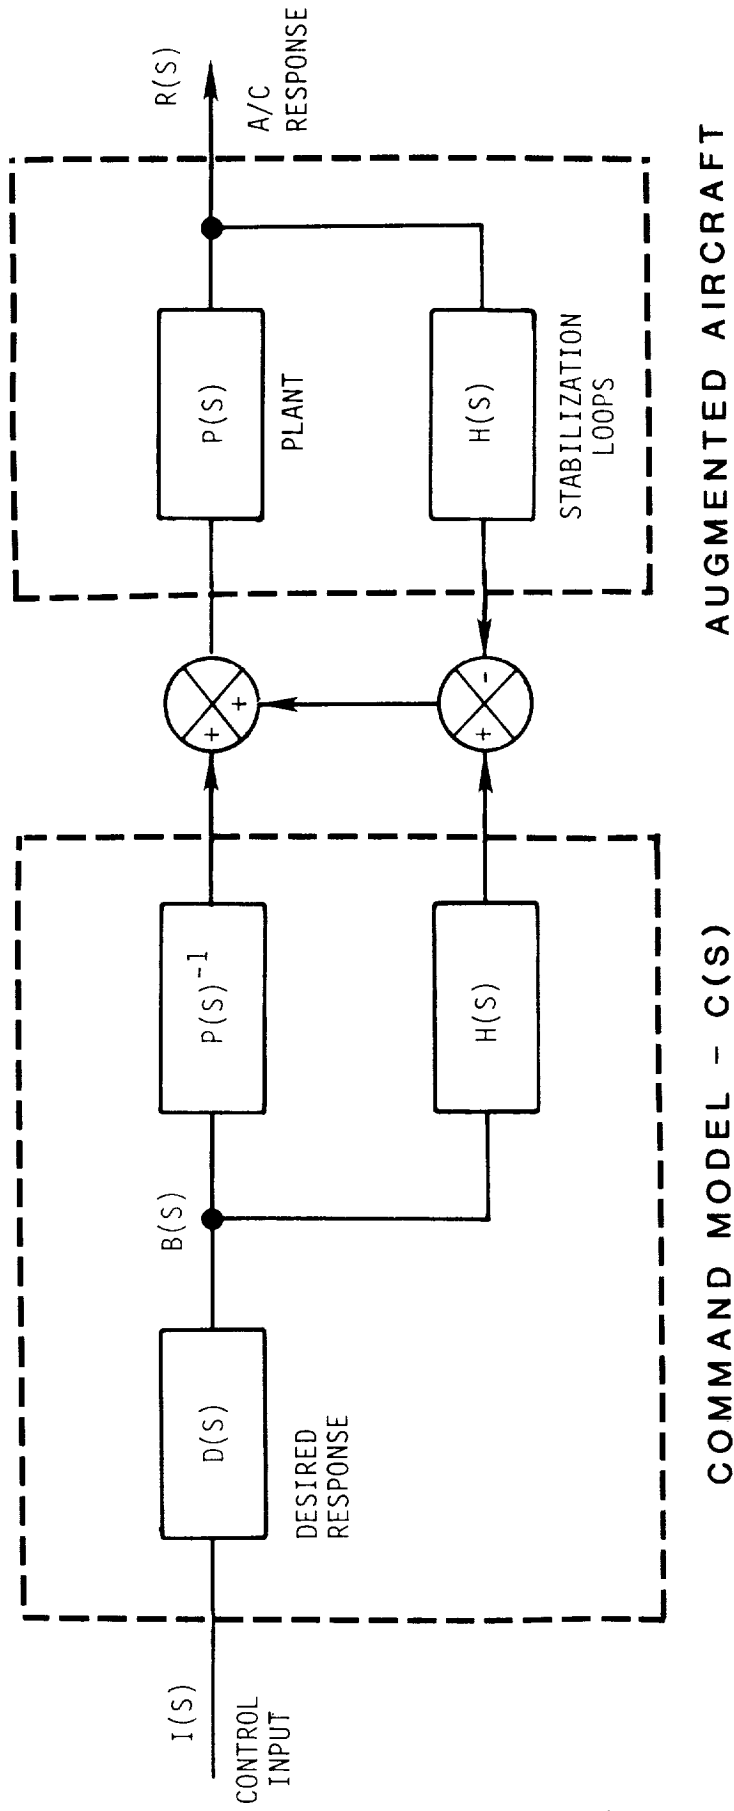 I(S)
CONTROL
INPUT
D(S)
DESIRED
RESPONSE
B(S)
P(S)-1
H(S)
+
+
+
-
P(S)
PLANT
H(S)
STABILIZATION
LOOPS
R(S)
A/C
RESPONSE
COMMAND MODEL - C(S)
AUGMENTED AIRCRAFT